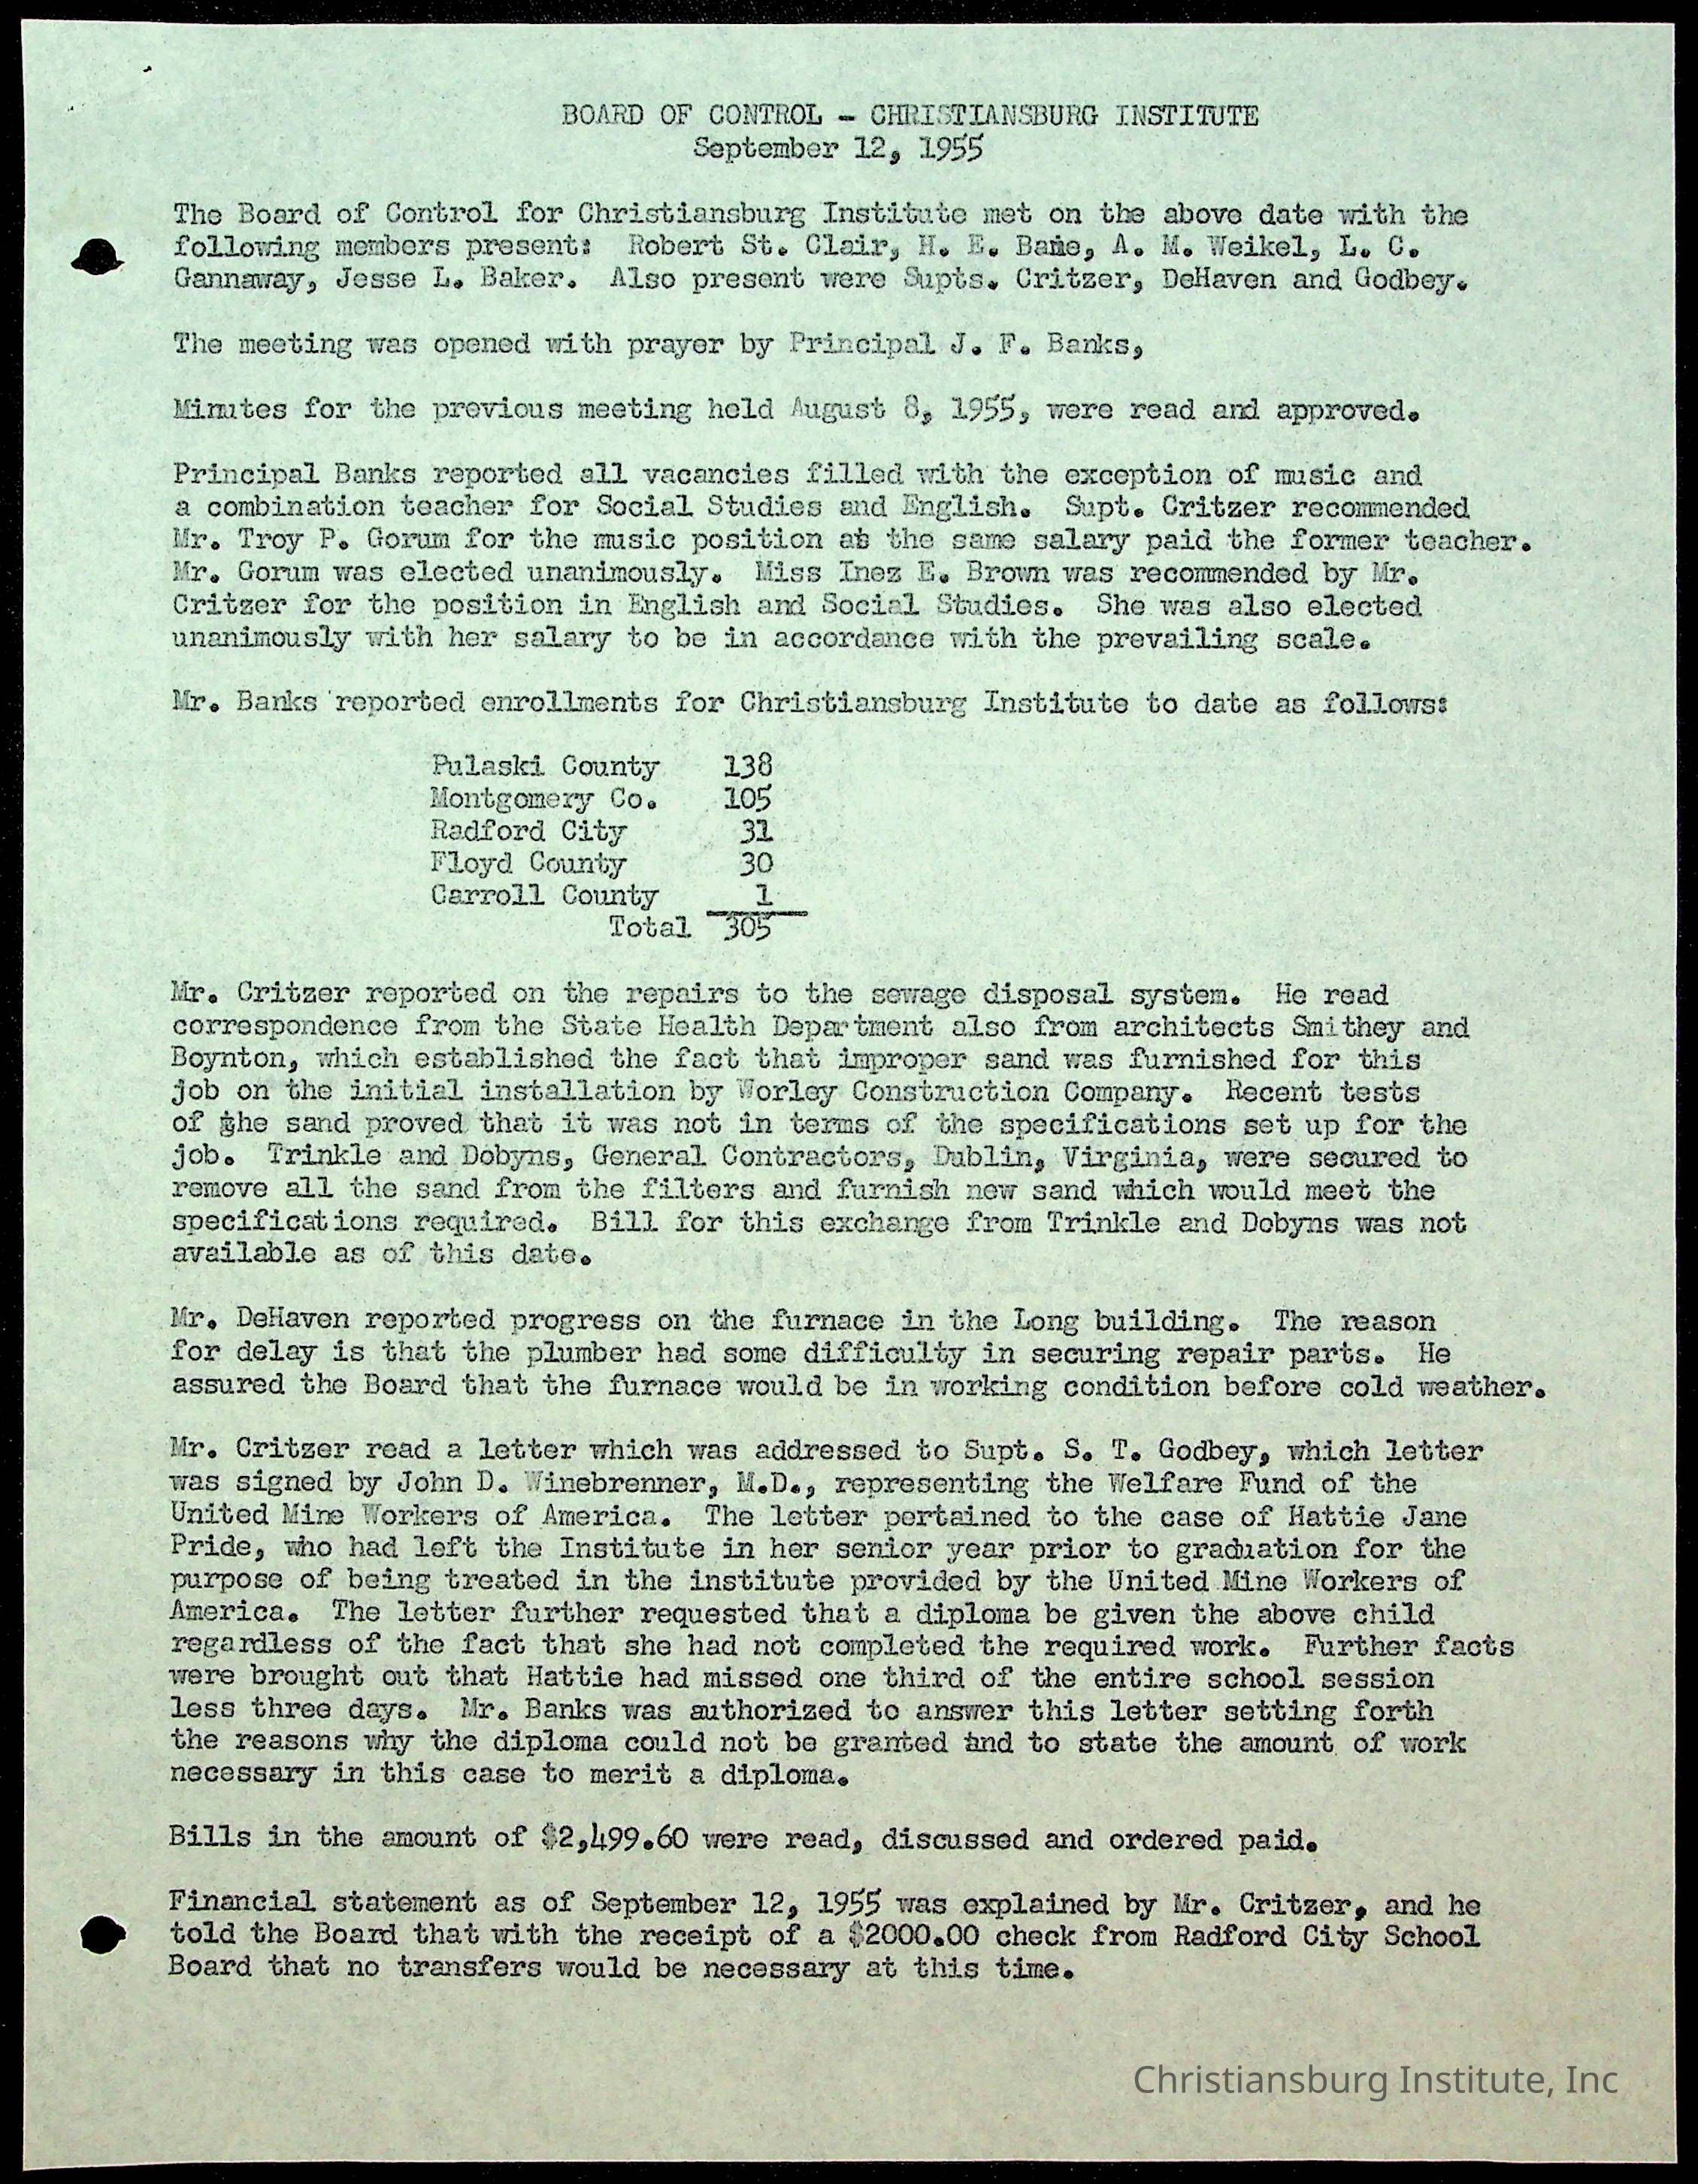 BOARD OF CONTROL - CHRISTIANSBURG INSTITUTE
September 12, 1955
The Board of Control for Christiansburg Institute met on the above date with the
following members present: Robert St. Clair, H. E. Bane, A. M. Weikel, L. C.
Gannaway, Jesse L. Baker. Also present were Supts. Critzer, DeHaven and Godbey.
The meeting was opened with prayer by Principal J. F. Banks,
Minutes for the previous meeting held August 8, 1955, were read and approved.
Principal Banks reported all vacancies filled with the exception of music and
a combination teacher for Social Studies and English. Supt. Critzer recommended
Mr. Troy P. Gorum for the music position at the same salary paid the former teacher.
Mr. Gorum was elected unanimously. Miss Inez E. Brown was recommended by Mr.
Critzer for the position in English and Social Studies. She was also elected
unanimously with her salary to be in accordance with the prevailing scale.
Mr. Banks reported enrollments for Christiansburg Institute to date as follows:
Pulaski County 138
Montgomery Co. 105
Radford City 31
Floyd County 30
Carroll County 1
Total 305
Mr. Critzer reported on the repairs to the sewage disposal system. He read
correspondence from the State Health Department also from architects Smithey and
Boynton, which established the fact that improper sand was furnished for this
job on the initial installation by Worley Construction Company. Recent tests
of the sand proved that it was not in terms of the specifications set up for the
job. Trinkle and Dobyns, General Contractors, Dublin, Virginia, were secured to
remove all the sand from the filters and furnish new sand which would meet the
specifications required. Bill for this exchange from Trinkle and Dobyns was not
available as of this date.
Mr. DeHaven reported progress on the furnace in the Long building. The reason
for delay is that the plumber had some difficulty in securing repair parts. He
assured the Board that the furnace would be in working condition before cold weather.
Mr. Critzer read a letter which was addressed to Supt. S. T. Godbey, which letter
was signed by John D. Winebrenner, M.D., representing the Welfare Fund of the
United Mine Workers of America. The letter pertained to the case of Hattie Jane
Pride, who had left the Institute in her senior year prior to graduation for the
purpose of being treated in the institute provided by the United Mine Workers of
America. The letter further requested that a diploma be given the above child
regardless of the fact that she had not completed the required work. Further facts
were brought out that Hattie had missed one third of the entire school session
less three days. Mr. Banks was authorized to answer this letter setting forth
the reasons why the diploma could not be granted and to state the amount of work
necessary in this case to merit a diploma.
Bills in the amount of $2,499.60 were read, discussed and ordered paid.
Financial statement as of September 12, 1955 was explained by Mr. Critzer, and he
told the Board that with the receipt of a $2000.00 check from Radford City School
Board that no transfers would be necessary at this time.
Christiansburg Institute, Inc